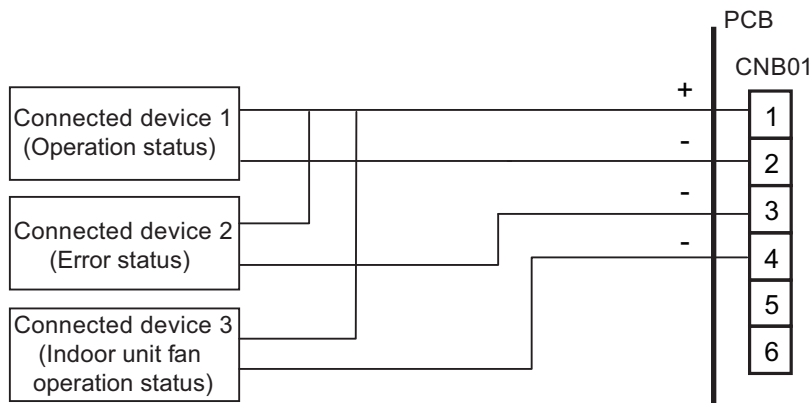 PCB
CNB01
+
Connected device 1
(Operation status)
1
-
2
-
Connected device 2
(Error status)
3
-
4
Connected device 3
(Indoor unit fan
operation status)
5
6